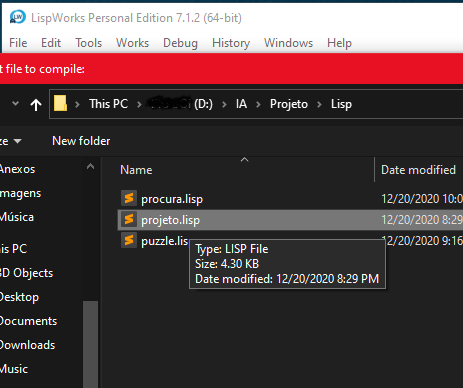 LispWorks Personal Edition 7.1.2 (64-bit)
File Edit Tools Works Debug History Windows Help
t file to compile:
This PC (D:) IA Projeto Lisp
ze New folder
Anexos
magens
Música
his PC
3D Objects
Desktop
Documents
Downloads
Music
Name Date modified
procura.lisp 12/20/2020 10:0
projeto.lisp 12/20/2020 8:29
puzzle.lis 12/20/2020 9:16
Type: LISP File
Size: 4.30 KB
Date modified: 12/20/2020 8:29 PM